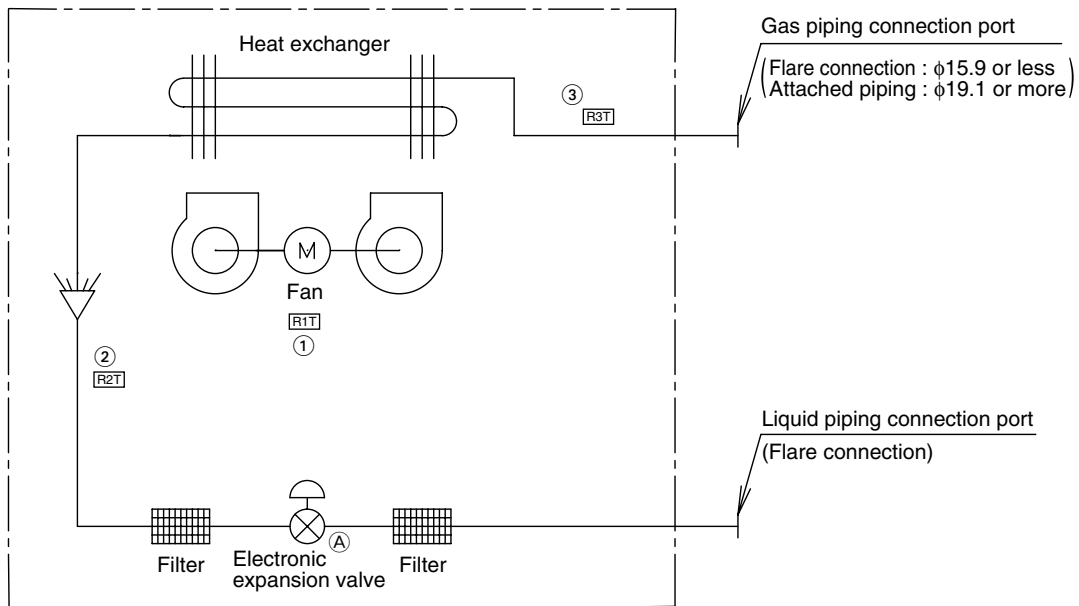 Gas piping connection port
Heat exchanger
(Flare connection : ϕ15.9 or less
Attached piping : ϕ19.1 or more)
③
R3T
M
Fan
R1T
①
②
R2T
Liquid piping connection port
(Flare connection)
A
Filter
Electronic
expansion valve
Filter